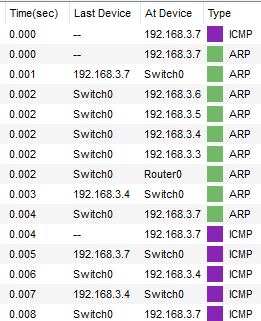 Time(sec) Last Device At Device Type
0.000 -- 192.168.3.7 ICMP
0.000 -- 192.168.3.7 ARP
0.001 192.168.3.7 Switch0 ARP
0.002 Switch0 192.168.3.6 ARP
0.002 Switch0 192.168.3.5 ARP
0.002 Switch0 192.168.3.4 ARP
0.002 Switch0 192.168.3.3 ARP
0.002 Switch0 Router0 ARP
0.003 192.168.3.4 Switch0 ARP
0.004 Switch0 192.168.3.7 ARP
0.004 -- 192.168.3.7 ICMP
0.005 192.168.3.7 Switch0 ICMP
0.006 Switch0 192.168.3.4 ICMP
0.007 192.168.3.4 Switch0 ICMP
0.008 Switch0 192.168.3.7 ICMP